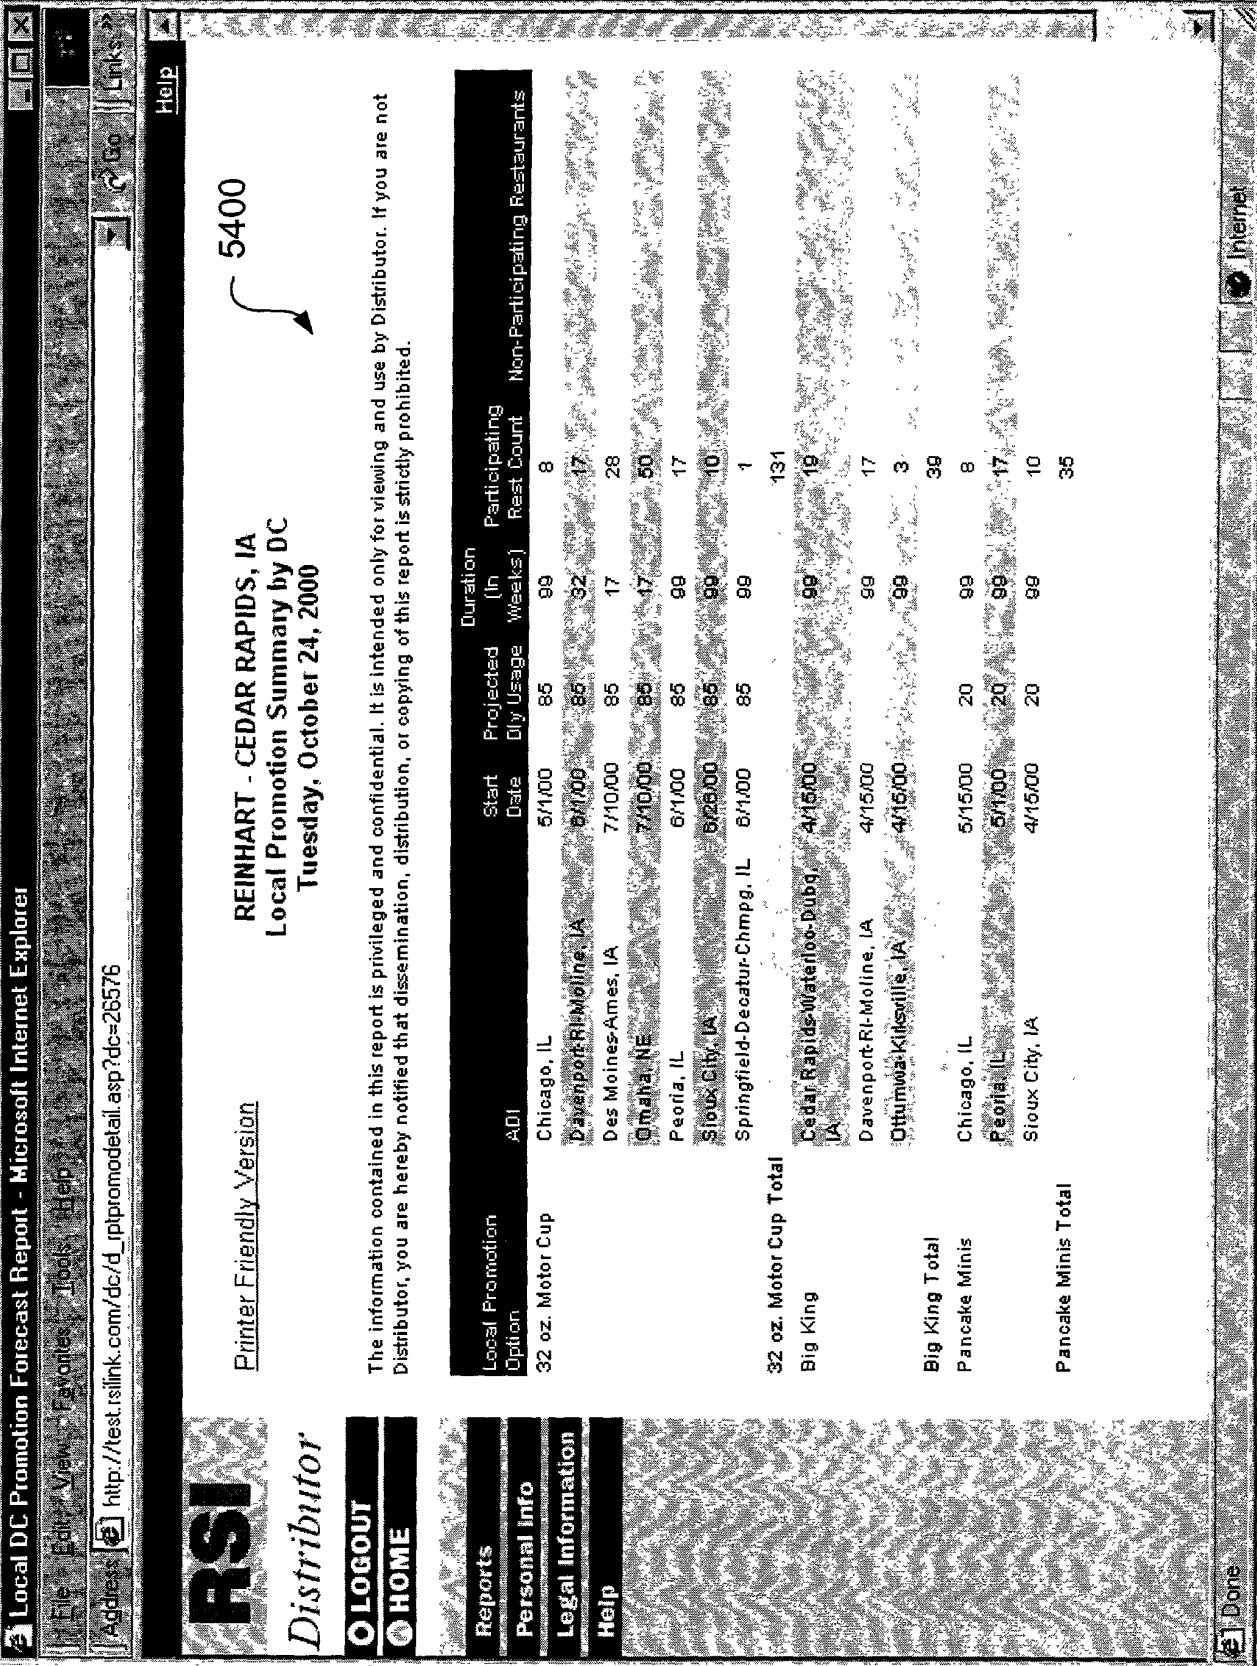 Local DC Promotion Forecast Report - Microsoft Internet Explorer
File Edit View Favorites Tools Help
Address http://test.rsilink.com/dc/d_rptpromodetail.asp?dc=26576 Go Links »
Help
RSI
Distributor
LOGOUT
HOME
Reports
Personal Info
Legal Information
Help
Printer Friendly Version
REINHART - CEDAR RAPIDS, IA
Local Promotion Summary by DC
Tuesday, October 24, 2000
5400
The information contained in this report is privileged and confidential. It is intended only for viewing and use by Distributor. If you are not
Distributor, you are hereby notified that dissemination, distribution, or copying of this report is strictly prohibited.
Local Promotion Option ADI Start Date Projected Dly Usage Duration (In Weeks) Participating Rest Count Non-Participating Restaurants
32 oz. Motor Cup Chicago, IL 5/1/00 85 99 8
Davenport-RI-Moline, IA 6/1/00 85 32 17
Des Moines-Ames, IA 7/10/00 85 17 28
Omaha, NE 7/10/00 85 17 50
Peoria, IL 6/1/00 85 99 17
Sioux City, IA 85 99 10
Springfield-Decatur-Chmpg, IL 6/1/00 85 99 1
32 oz. Motor Cup Total 131
Big King Cedar Rapids-Waterloo-Dubq, 4/15/00 99 19
IA
Davenport-RI-Moline, IA 4/15/00 99 17
Ottumwa-Kirksville, IA 4/15/00 99 3
Big King Total 39
Pancake Minis Chicago, IL 5/15/00 20 99 8
Peoria, IL 5/1/00 20 99 17
Sioux City, IA 4/15/00 20 99 10
Pancake Minis Total 35
Done Internet